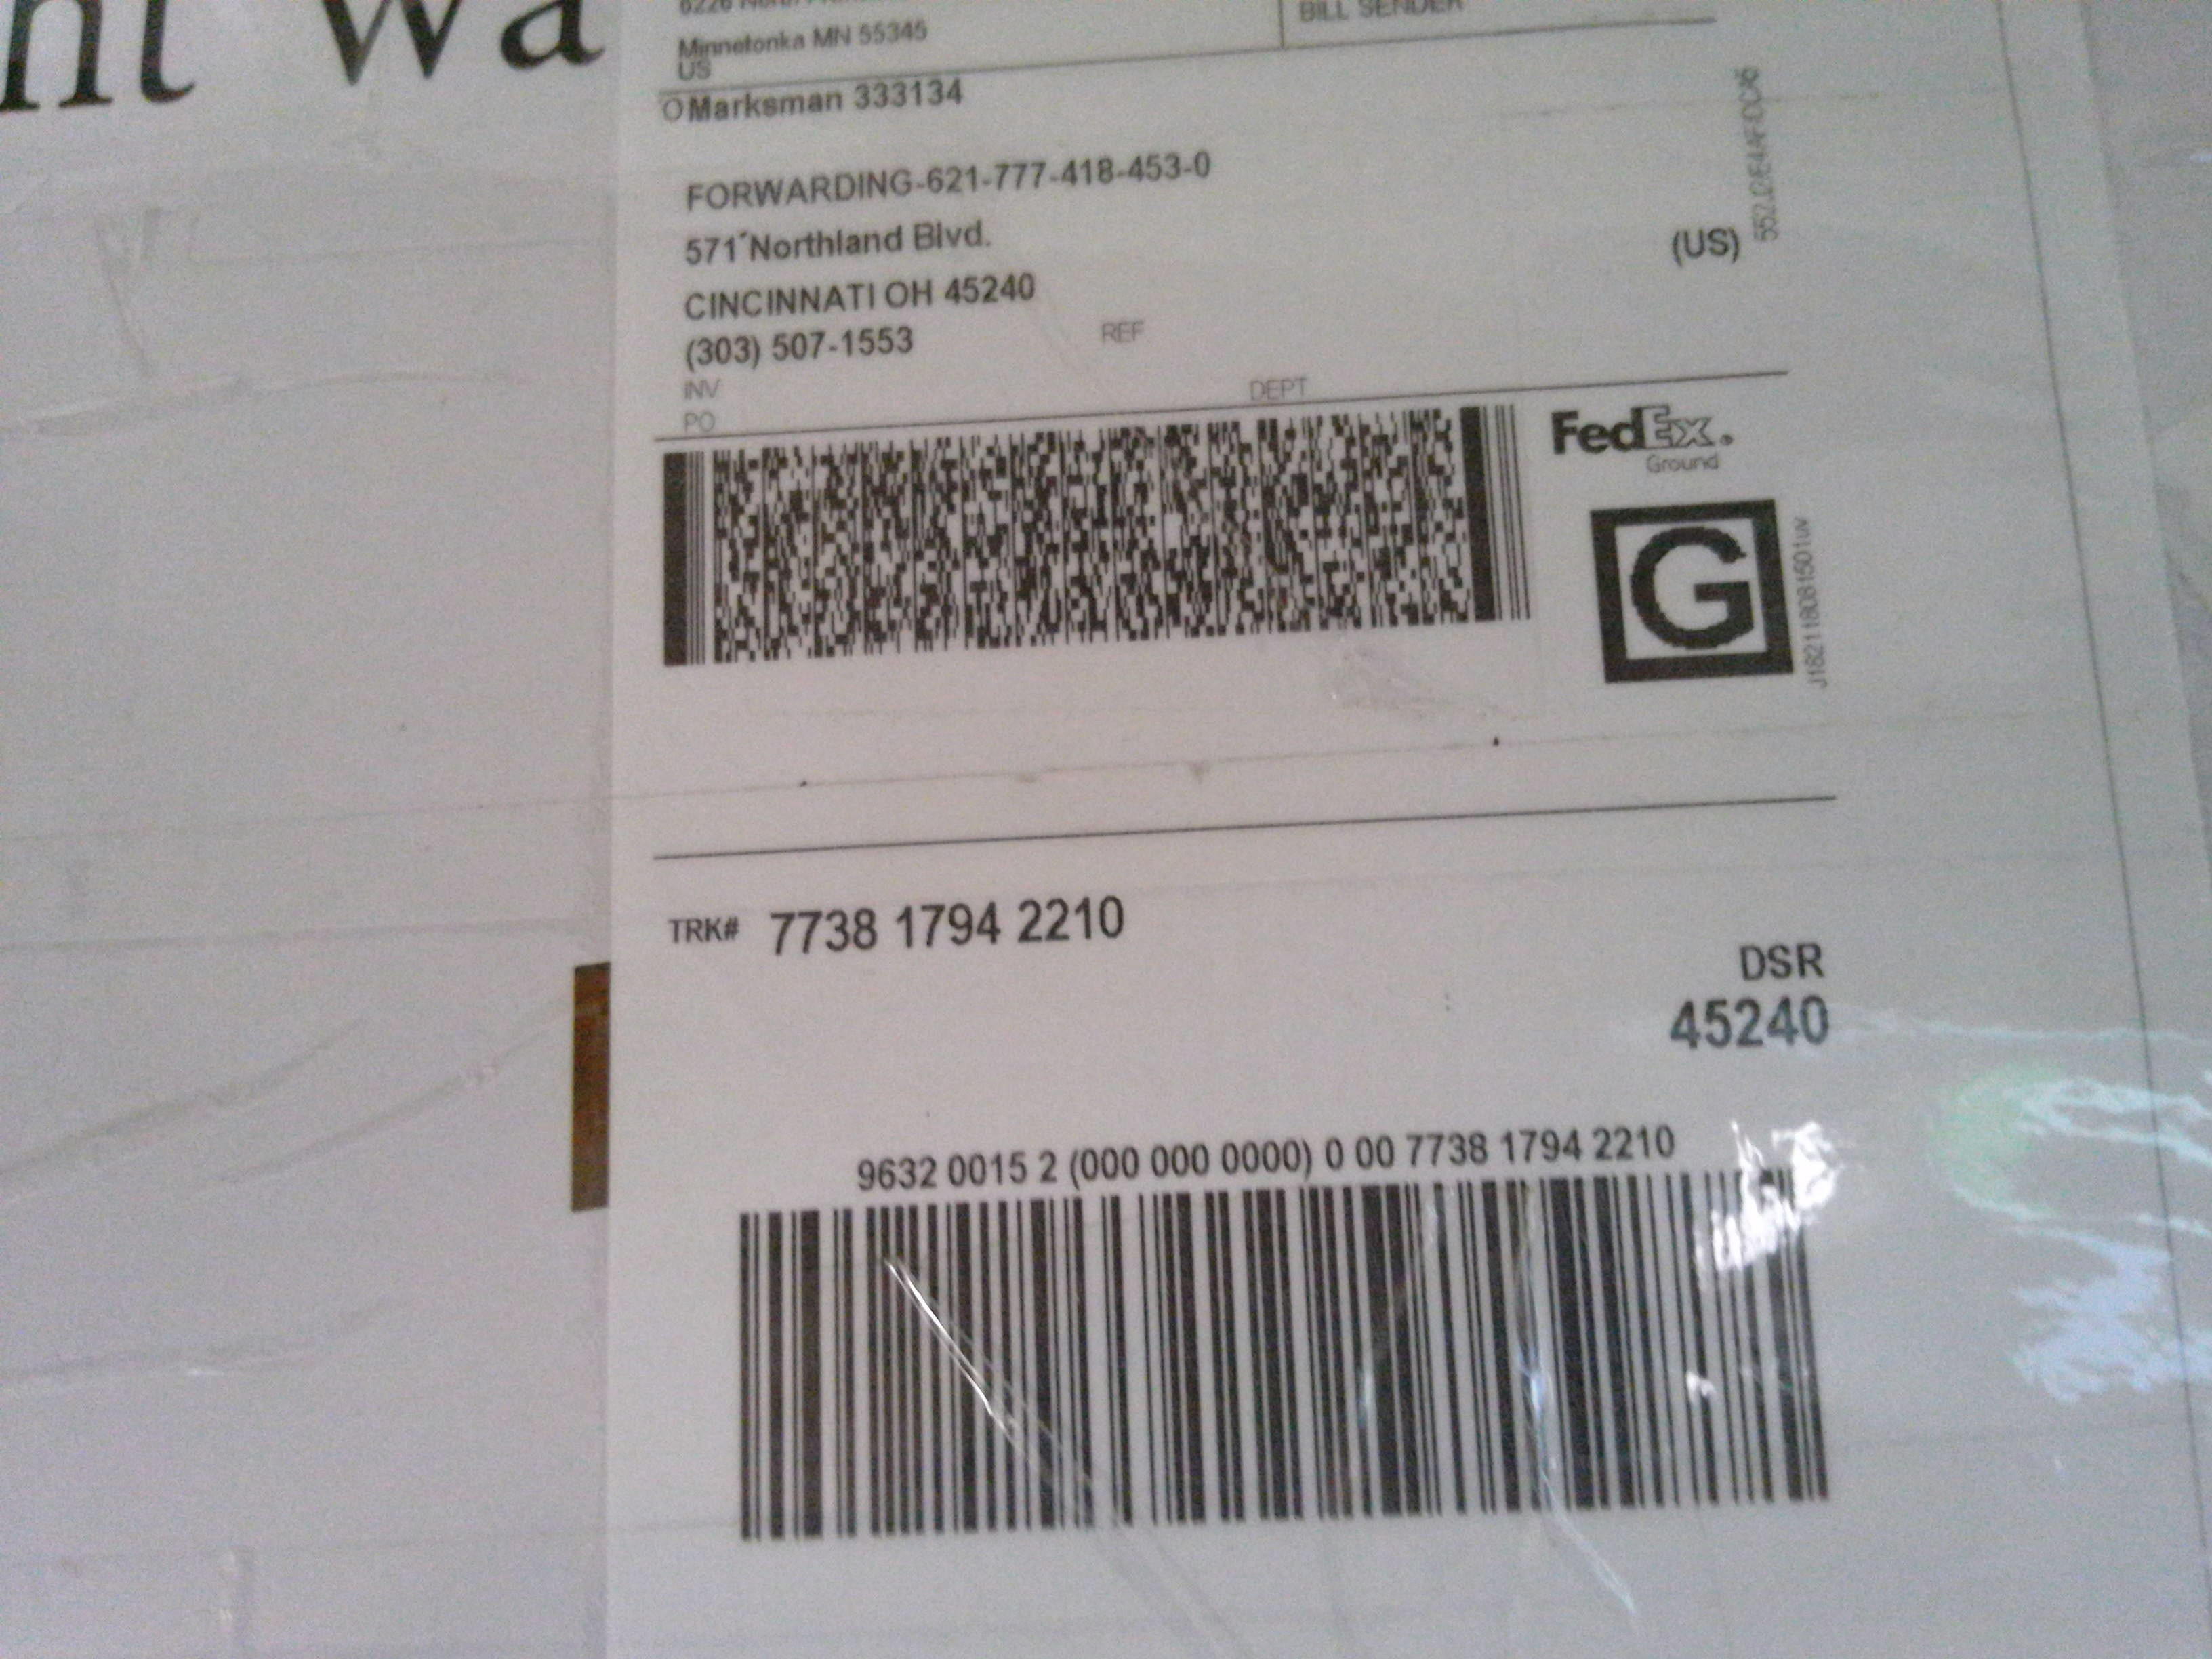 nt Wa
6226 North
BILL SENDER
Minnetonka MN 55345
US
O Marksman 333134
FORWARDING-621-777-418-453-0
571 Northland Blvd.
(US)
CINCINNATI OH 45240
(303) 507-1553
REF
INV
DEPT
PO
FedEx.
Ground
G
TRK# 7738 1794 2210
DSR
45240
9632 0015 2 (000 000 0000) 0 00 7738 1794 2210